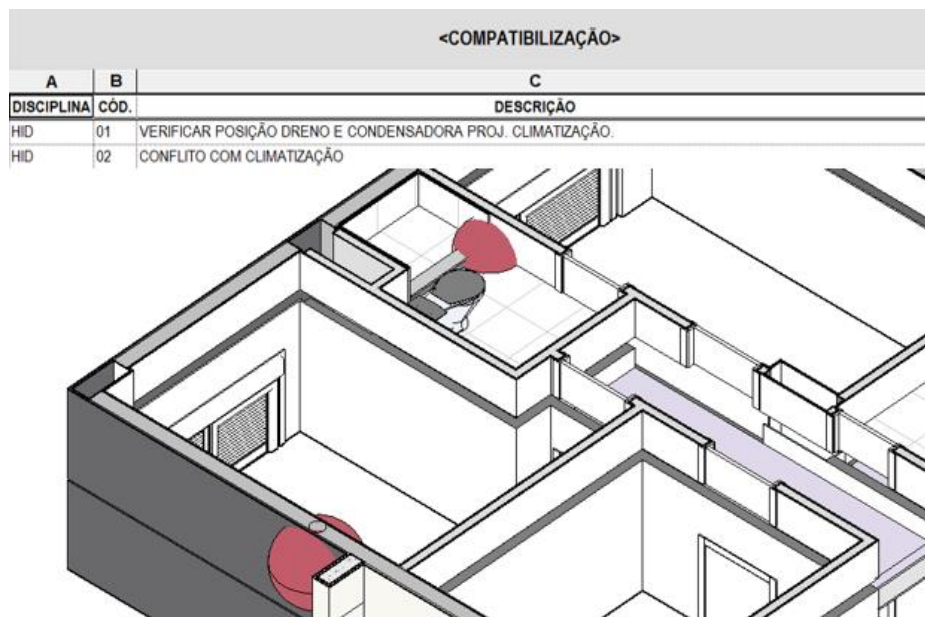 <COMPATIBILIZAÇÃO>
A B C
DISCIPLINA CÓD. DESCRIÇÃO
HID 01 VERIFICAR POSIÇÃO DRENO E CONDENSADORA PROJ. CLIMATIZAÇÃO.
HID 02 CONFLITO COM CLIMATIZAÇÃO